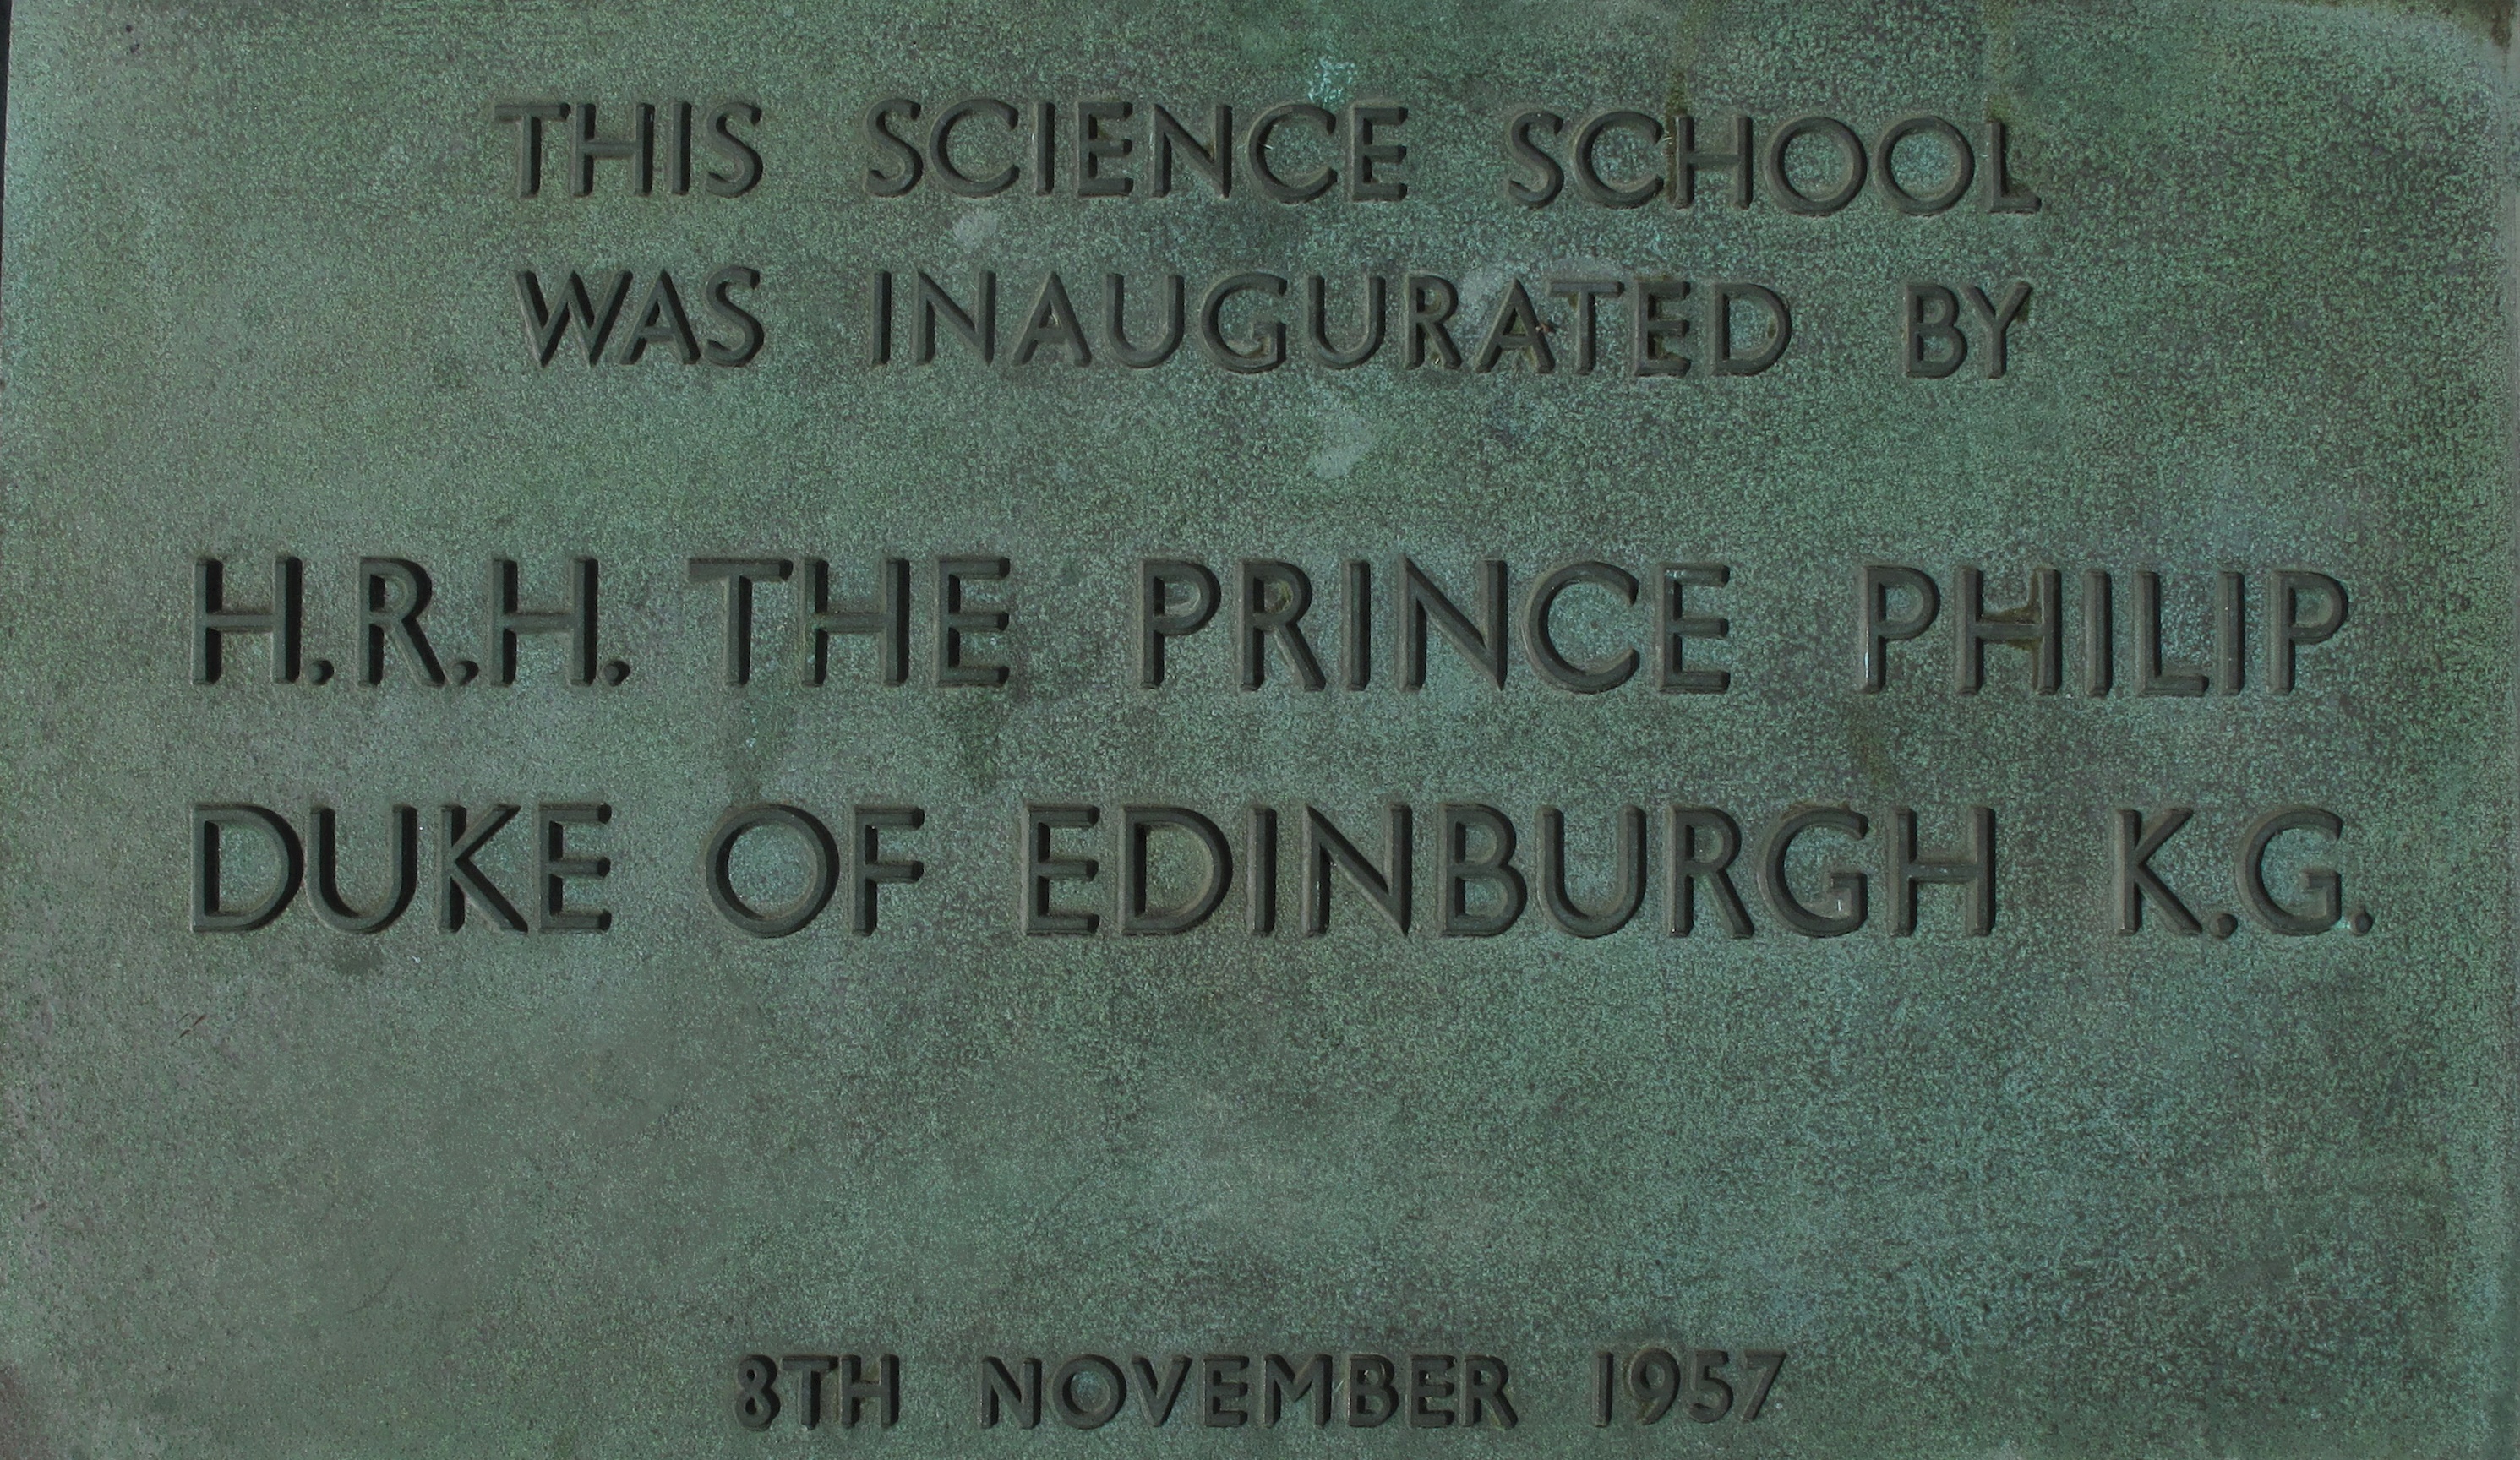 THIS SCIENCE SCHOOL
WAS INAUGURATED BY
H.R.H. THE PRINCE PHILIP
DUKE OF EDINBURGH K.G.
8TH NOVEMBER 1957